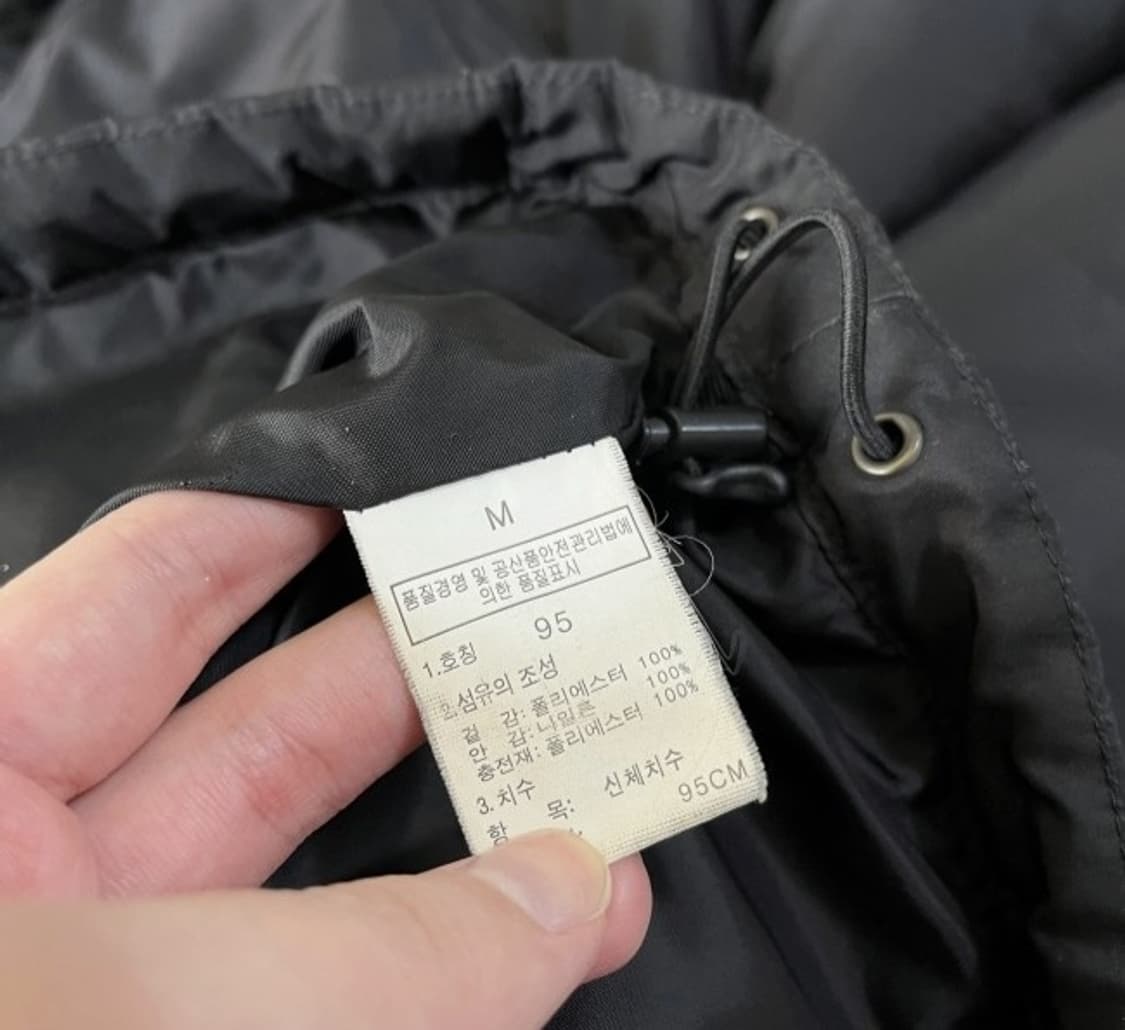 M
품질경영 및 공산품안전관리법에
의한 품질표시
1.호칭 95
2.섬유의 조성
겉 감: 폴리에스터 100%
안 감: 나일론 100%
충전재: 폴리에스터 100%
3. 치수
항 목: 신체치수
95CM